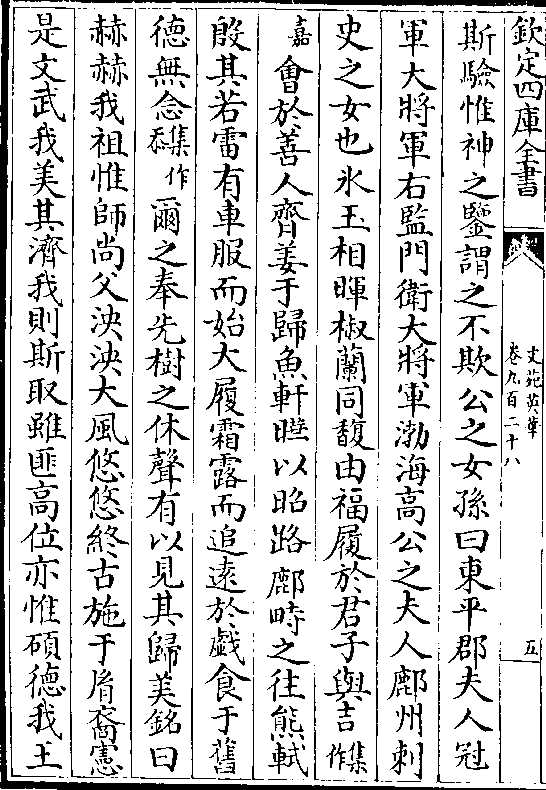 欽定四庫全書
文苑英華
卷九百二十八
五
斯驗惟神之鑒謂之不欺公之女孫曰東平郡夫人冠
軍大將軍右監門衛大將軍渤海高公之夫人鄜州刺
史之女也氷玉相暉椒蘭同馥由福履於君子與吉集作
嘉會於善人齊姜于歸魚軒曄以昭路鄜畤之往熊軾
殷其若雷有車服而始大履霜露而追遠於戯食于舊
德無念集作忝爾之奉先樹之休聲有以見其歸美銘曰
赫赫我祖惟師尚父泱泱大風悠悠終古施于胥裔憲
是文武我美其濟我則斯取雖匪高位亦惟碩德我王